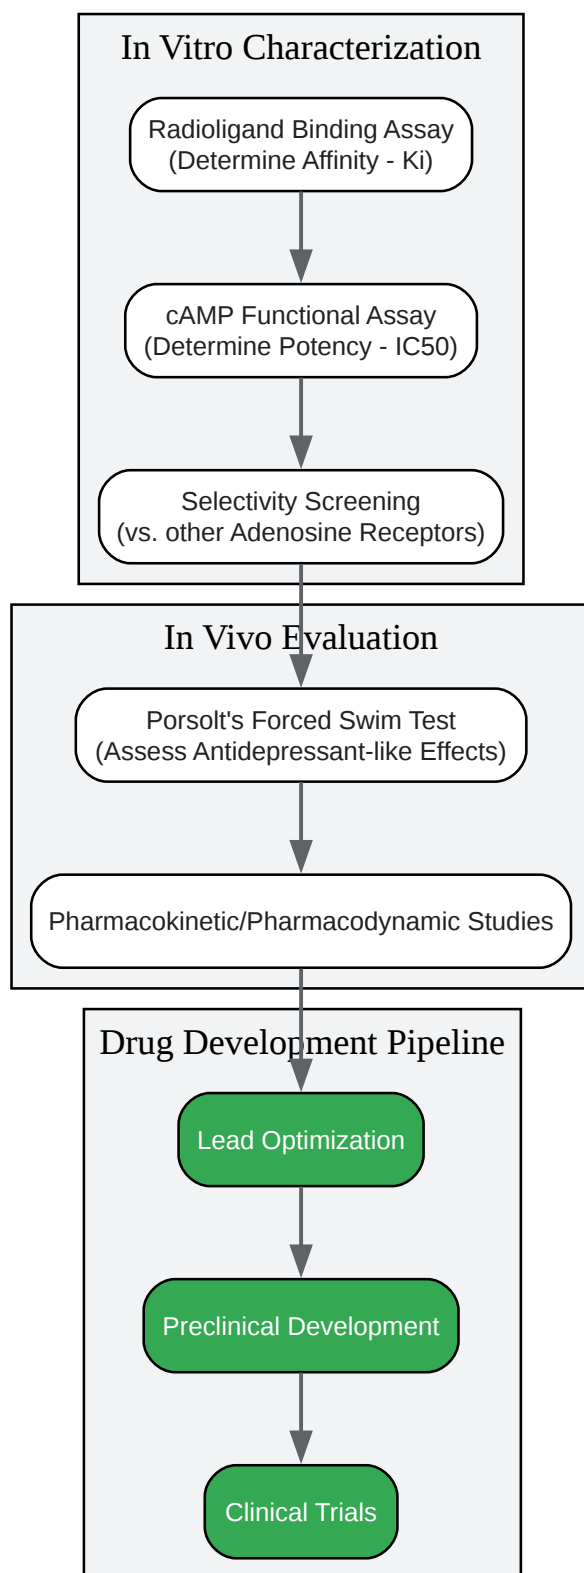 In Vitro Characterization
Radioligand Binding Assay
(Determine Affinity - Ki)
cAMP Functional Assay
(Determine Potency - IC50)
Selectivity Screening
(vs. other Adenosine Receptors)
In Vivo Evaluation
Porsolt's Forced Swim Test
(Assess Antidepressant-like Effects)
Pharmacokinetic/Pharmacodynamic Studies
Drug Development Pipeline
Lead Optimization
Preclinical Development
Clinical Trials